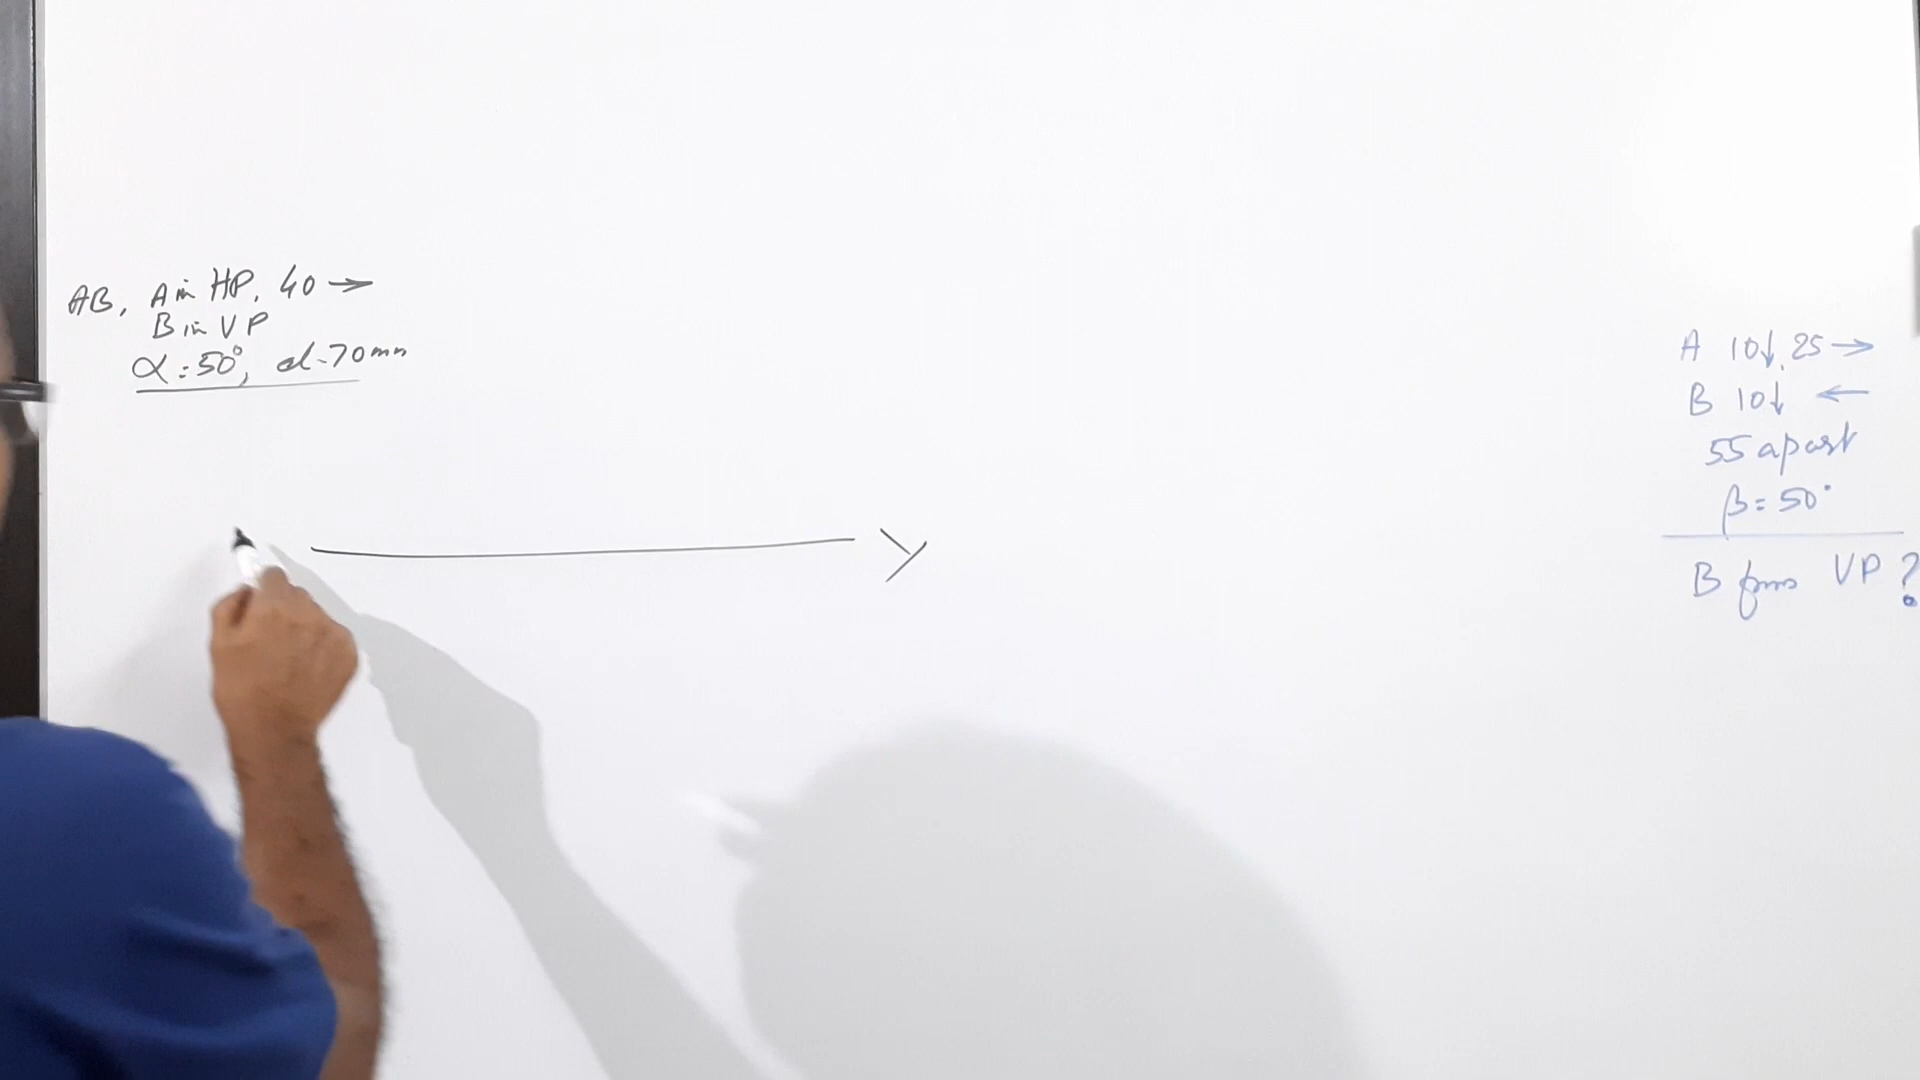 AB, A in HP, 40 →
B in VP
α = 50°, d = 70mm
Y
A 10↓, 25 →
B 10↓ ←
55 apart
β = 50°
B from VP ?